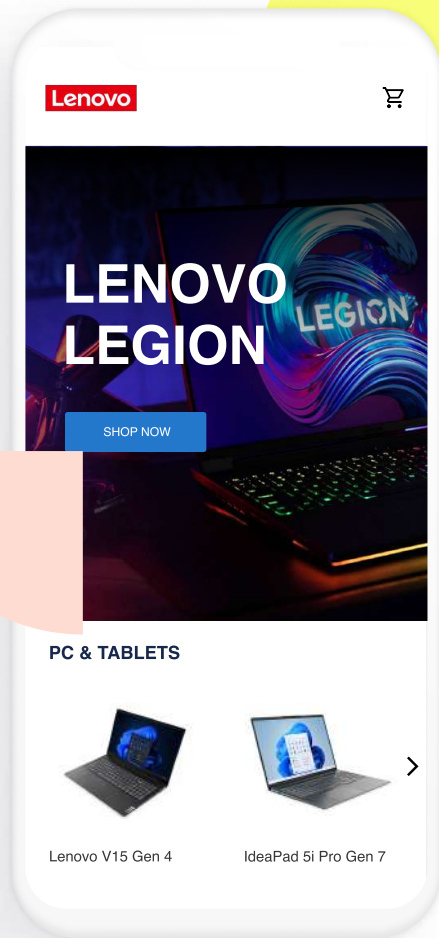 Lenovo
LENOVO
LEGION
LEGION
SHOP NOW
PC & TABLETS
Lenovo V15 Gen 4
IdeaPad 5i Pro Gen 7